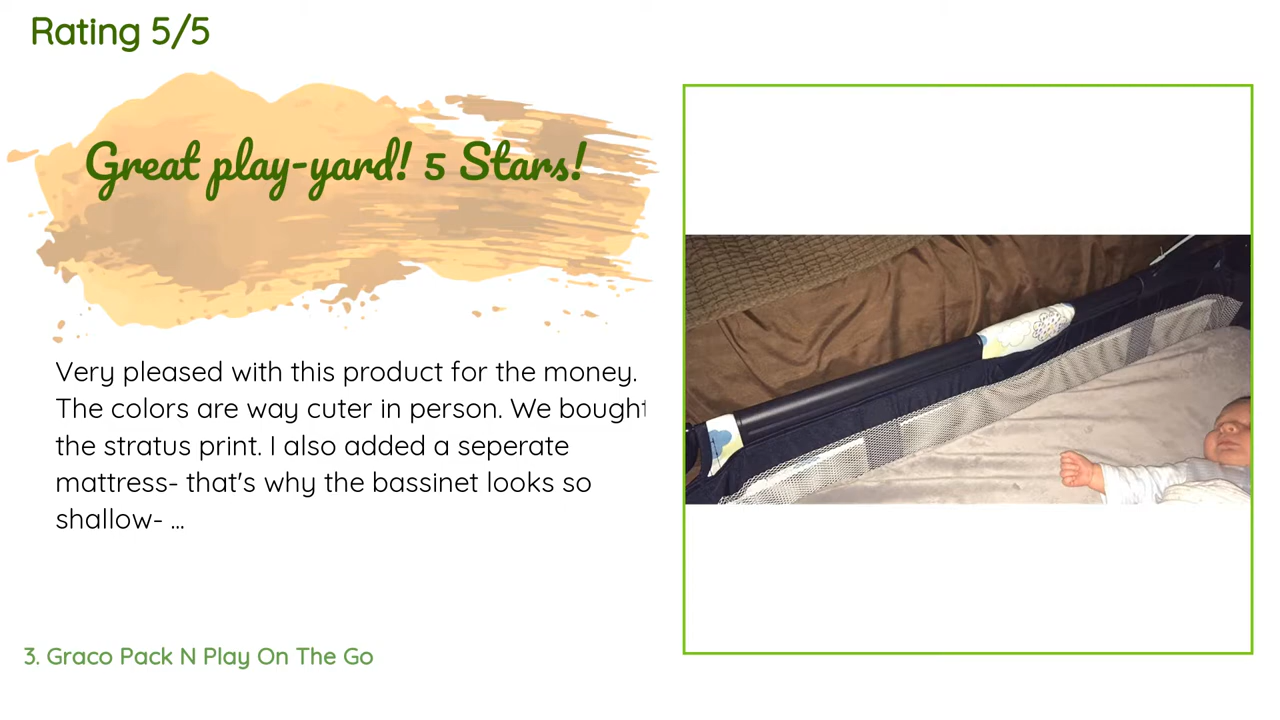 Rating 5/5
Great play-yard! 5 Stars!
Very pleased with this product for the money.
The colors are way cuter in person. We bought
the stratus print. I also added a seperate
mattress- that's why the bassinet looks so
shallow- ...
3. Graco Pack N Play On The Go